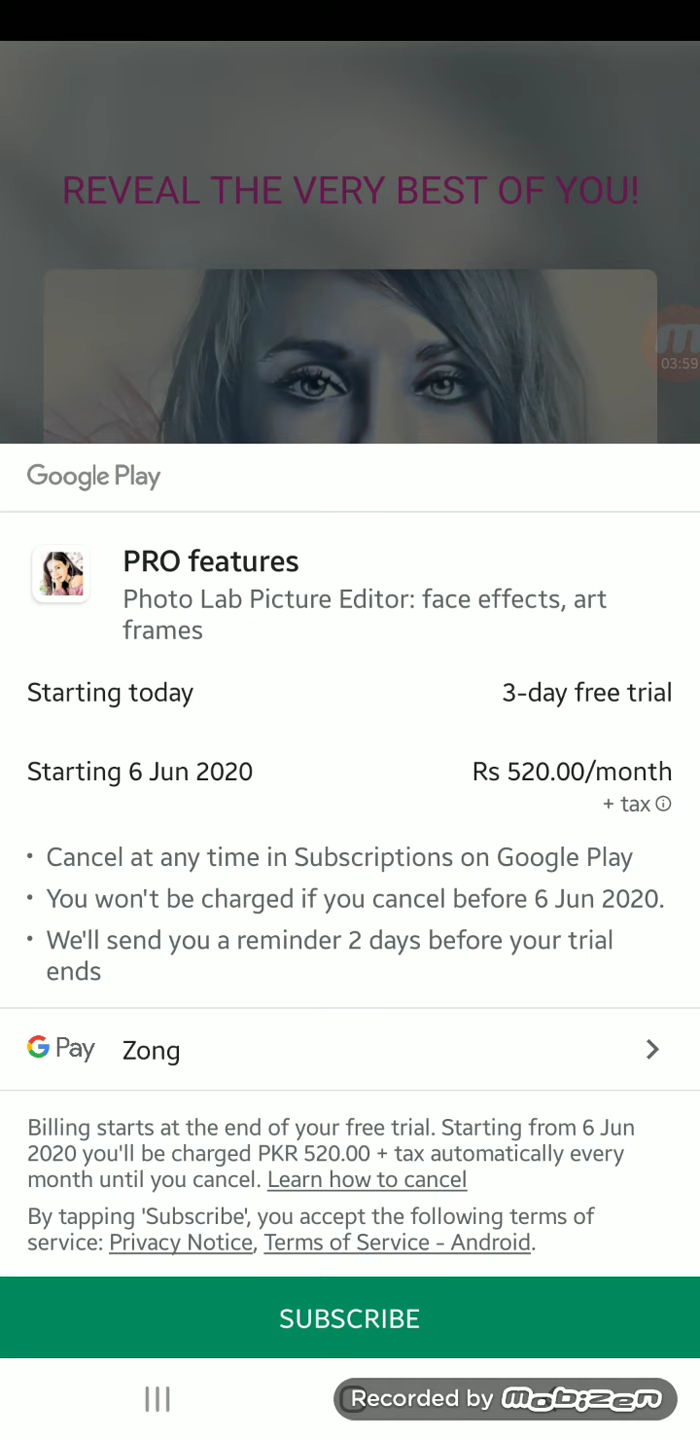 REVEAL THE VERY BEST OF YOU!
03:59
Google Play
PRO features
Photo Lab Picture Editor: face effects, art
frames
Starting today 3-day free trial
Starting 6 Jun 2020 Rs 520.00/month
+ tax
• Cancel at any time in Subscriptions on Google Play
• You won't be charged if you cancel before 6 Jun 2020.
• We'll send you a reminder 2 days before your trial
ends
G Pay Zong
Billing starts at the end of your free trial. Starting from 6 Jun
2020 you'll be charged PKR 520.00 + tax automatically every
month until you cancel. Learn how to cancel
By tapping 'Subscribe', you accept the following terms of
service: Privacy Notice, Terms of Service - Android.
SUBSCRIBE
Recorded by mobizen